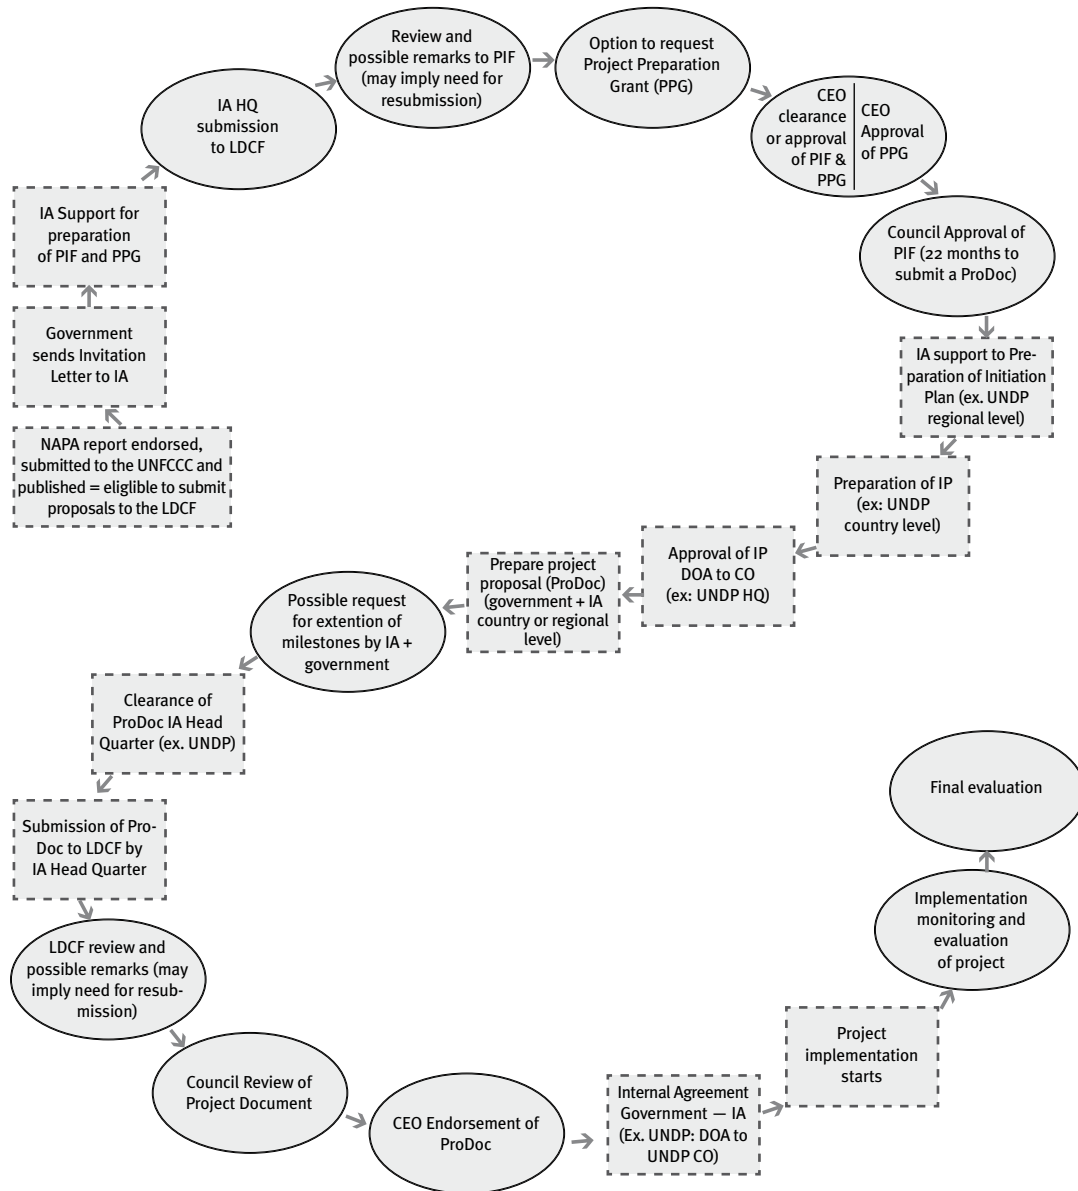 NAPA report endorsed,
submitted to the UNFCCC and
published = eliglible to submit
proposals to the LDCF
Government
sends Invitation
Letter to IA
IA Support for
preparation
of PIF and PPG
IA HQ
submission
to LDCF
Review and
possible remarks to PIF
(may imply need for
resubmission)
Option to request
Project Preparation
Grant (PPG)
CEO
clearance
or approval
of PIF &
PPG
CEO
Approval
of PPG
Council Approval of
PIF (22 months to
submit a ProDoc)
IA support to Pre-
paration of Initiation
Plan (ex. UNDP
regional level)
Preparation of IP
(ex: UNDP
country level)
Approval of IP
DOA to CO
(ex: UNDP HQ)
Prepare project
proposal (ProDoc)
(government + IA
country or regional
level)
Possible request
for extention of
milestones by IA +
government
Clearance of
ProDoc IA Head
Quarter (ex. UNDP)
Submission of Pro-
Doc to LDCF by
IA Head Quarter
LDCF review and
possible remarks (may
imply need for resub-
mission)
Council Review of
Project Document
CEO Endorsement of
ProDoc
Internal Agreement
Government — IA
(Ex. UNDP: DOA to
UNDP CO)
Project
implementation
starts
Implementation
monitoring and
evaluation
of project
Final evaluation